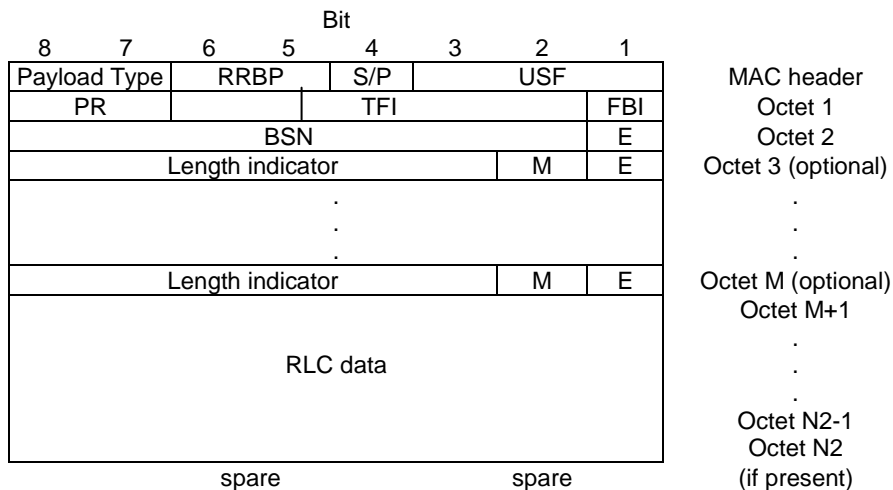 Bit
8 7 6 5 4 3 2 1
Payload Type RRBP S/P USF MAC header
PR TFI FBI Octet 1
BSN E Octet 2
Length indicator M E Octet 3 (optional)
. .
. .
. .
Length indicator M E Octet M (optional)
Octet M+1
.
RLC data .
.
Octet N2-1
Octet N2
spare spare (if present)